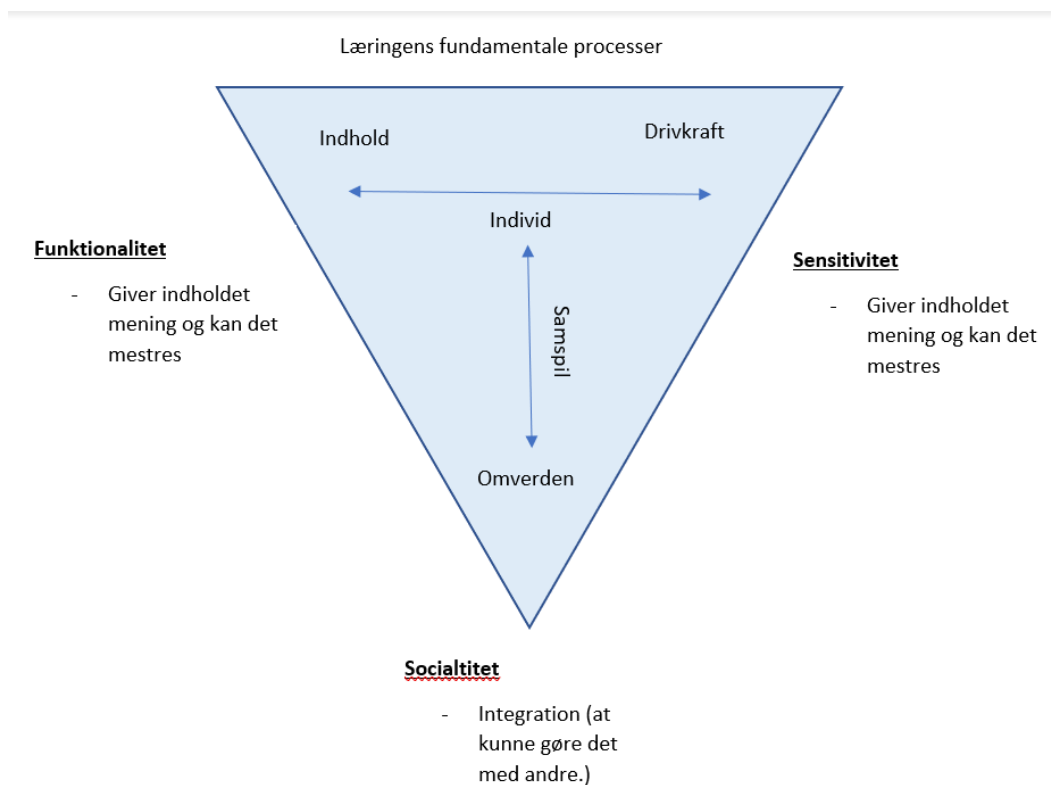 Læringens fundamentale processer
Indhold
Drivkraft
Individ
Funktionalitet
- Giver indholdet
mening og kan det
mestres
Sensitivitet
- Giver indholdet
mening og kan det
mestres
Samspil
Omverden
Socialtitet
- Integration (at
kunne gøre det
med andre.)